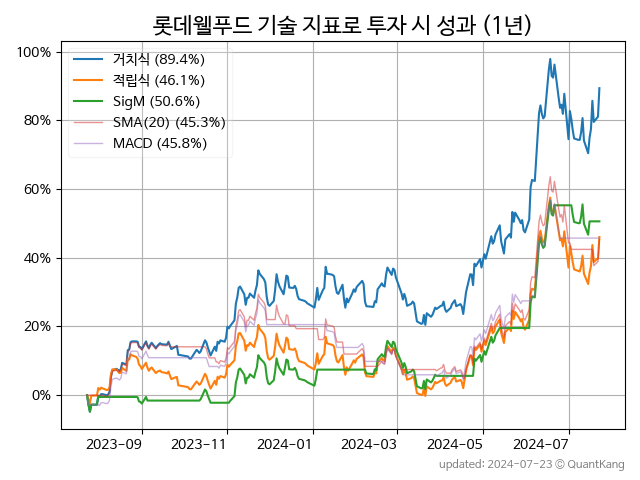 롯데웰푸드 기술 지표로 투자 시 성과 (1년)
100%
80%
60%
40%
20%
0%
거치식 (89.4%)
적립식 (46.1%)
SigM (50.6%)
SMA(20) (45.3%)
MACD (45.8%)
2023-09
2023-11
2024-01
2024-03
2024-05
2024-07
updated: 2024-07-23 © QuantKang